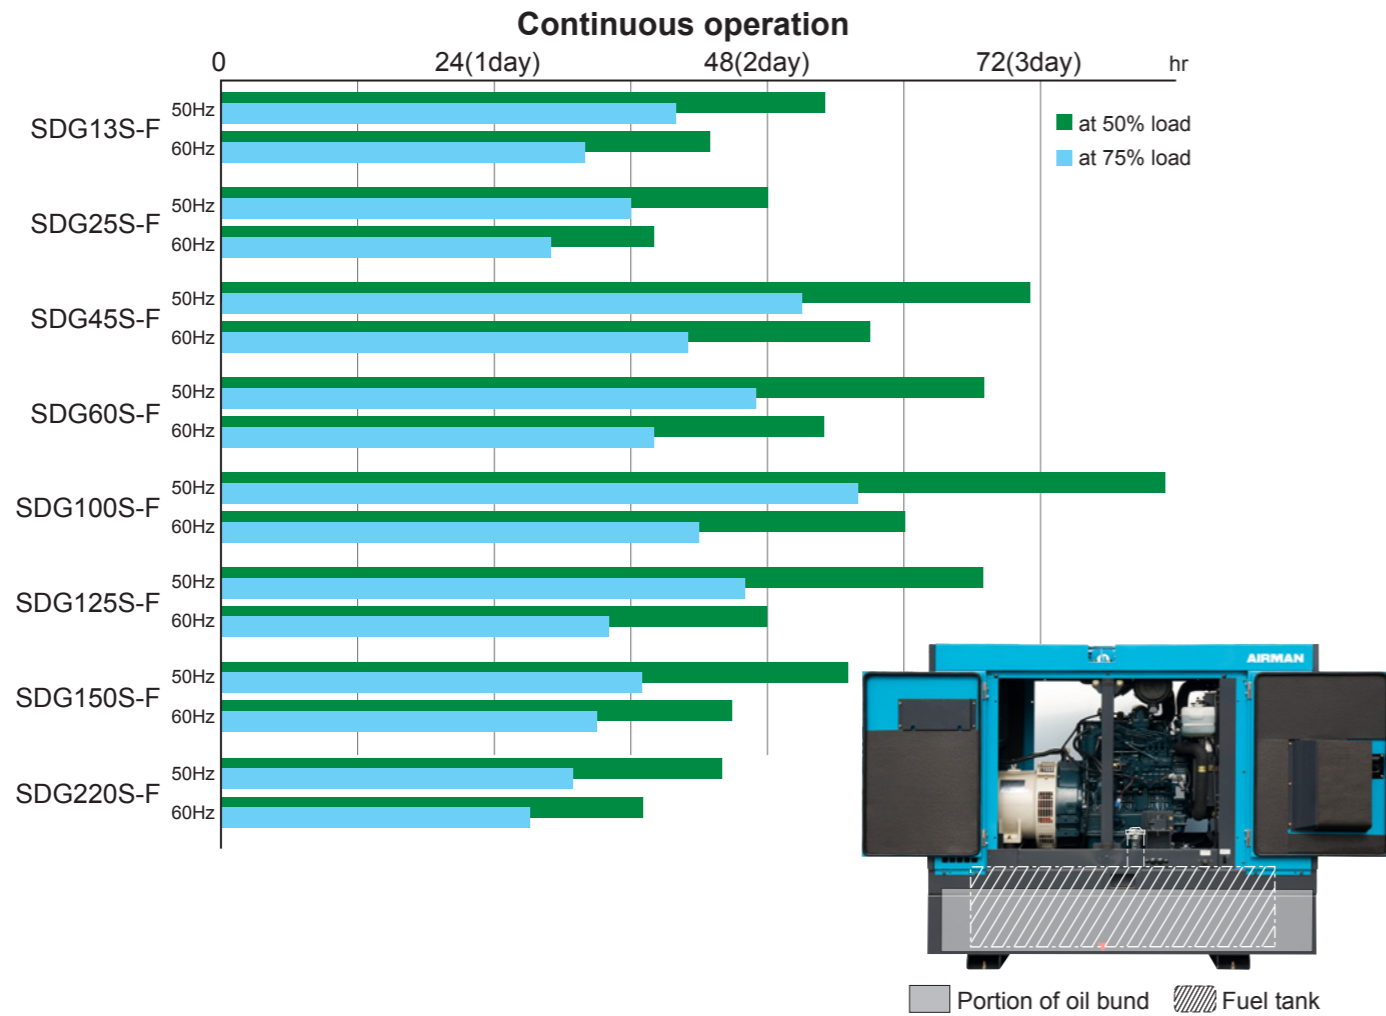 Continuous operation
0 24(1day) 48(2day) 72(3day) hr
SDG13S-F 50Hz
60Hz
at 50% load
at 75% load
SDG25S-F 50Hz
60Hz
SDG45S-F 50Hz
60Hz
SDG60S-F 50Hz
60Hz
SDG100S-F 50Hz
60Hz
SDG125S-F 50Hz
60Hz
SDG150S-F 50Hz
60Hz
SDG220S-F 50Hz
60Hz
AIRMAN
Portion of oil bund Fuel tank